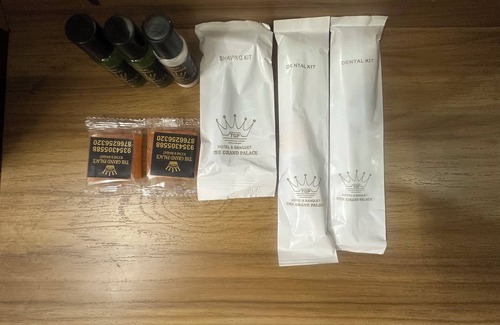 SHAVING KIT
TGP
HOTEL & BANQUET
THE GRAND PALACE
DENTAL KIT
HOTEL & BANQUET
THE GRAND PALACE
DENTAL KIT
HOTEL & BANQUET
THE GRAND PALACE
THE GRAND PALACE
9354305588
8766256320
THE GRAND PALACE
9354305588
8766256320